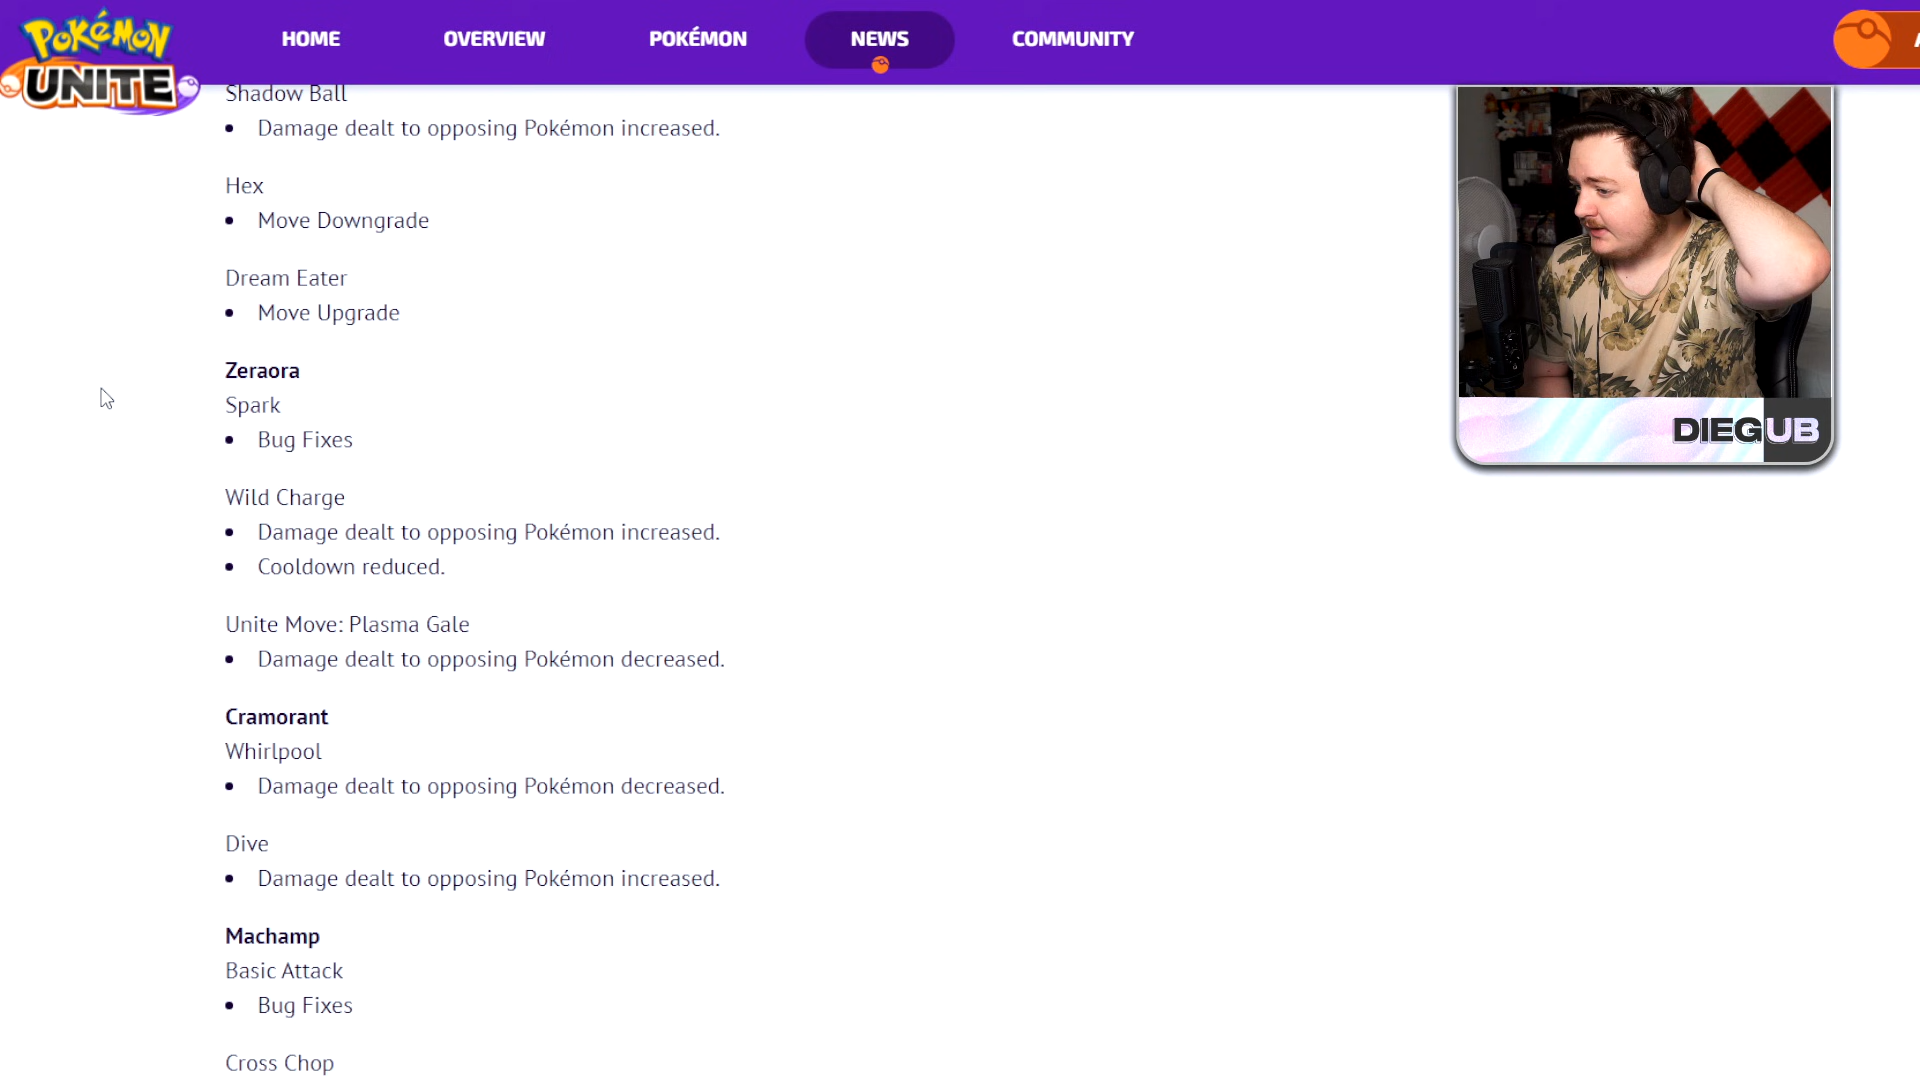 POKÉMON
UNITE
HOME
OVERVIEW
POKÉMON
NEWS
COMMUNITY
Shadow Ball
• Damage dealt to opposing Pokémon increased.
Hex
• Move Downgrade
Dream Eater
• Move Upgrade
Zeraora
Spark
• Bug Fixes
Wild Charge
• Damage dealt to opposing Pokémon increased.
• Cooldown reduced.
Unite Move: Plasma Gale
• Damage dealt to opposing Pokémon decreased.
Cramorant
Whirlpool
• Damage dealt to opposing Pokémon decreased.
Dive
• Damage dealt to opposing Pokémon increased.
Machamp
Basic Attack
• Bug Fixes
Cross Chop
DIEGUB